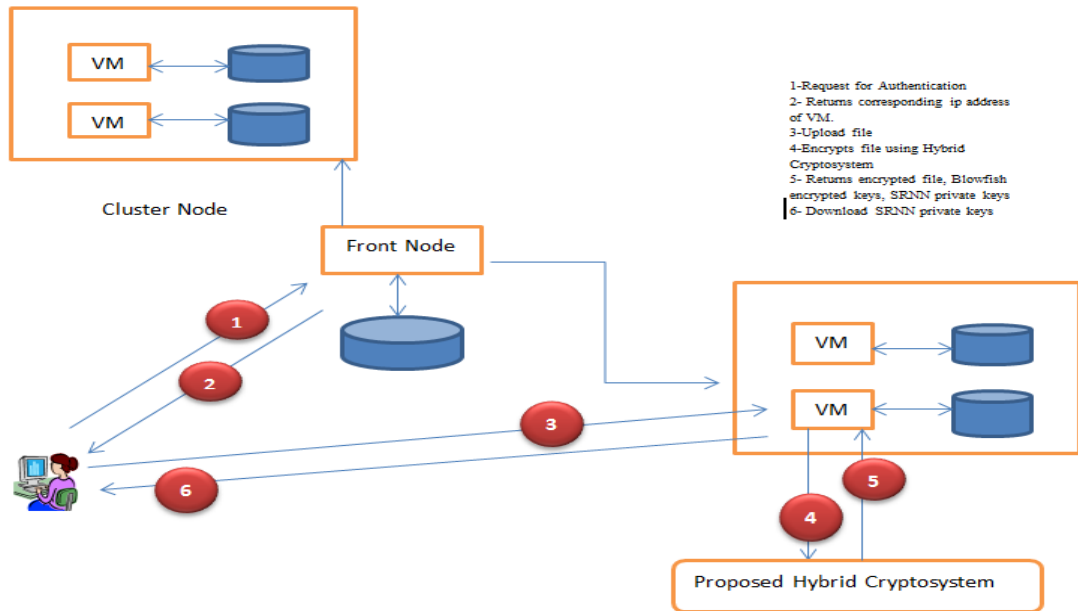 VM
VM
Cluster Node
1-Request for Authentication
2- Returns corresponding ip address
of VM.
3-Upload file
4-Encrypts file using Hybrid
Cryptosystem
5- Returns encrypted file, Blowfish
encrypted keys, SRNN private keys
6- Download SRNN private keys
Front Node
1
2
VM
VM
3
6
5
4
Proposed Hybrid Cryptosystem